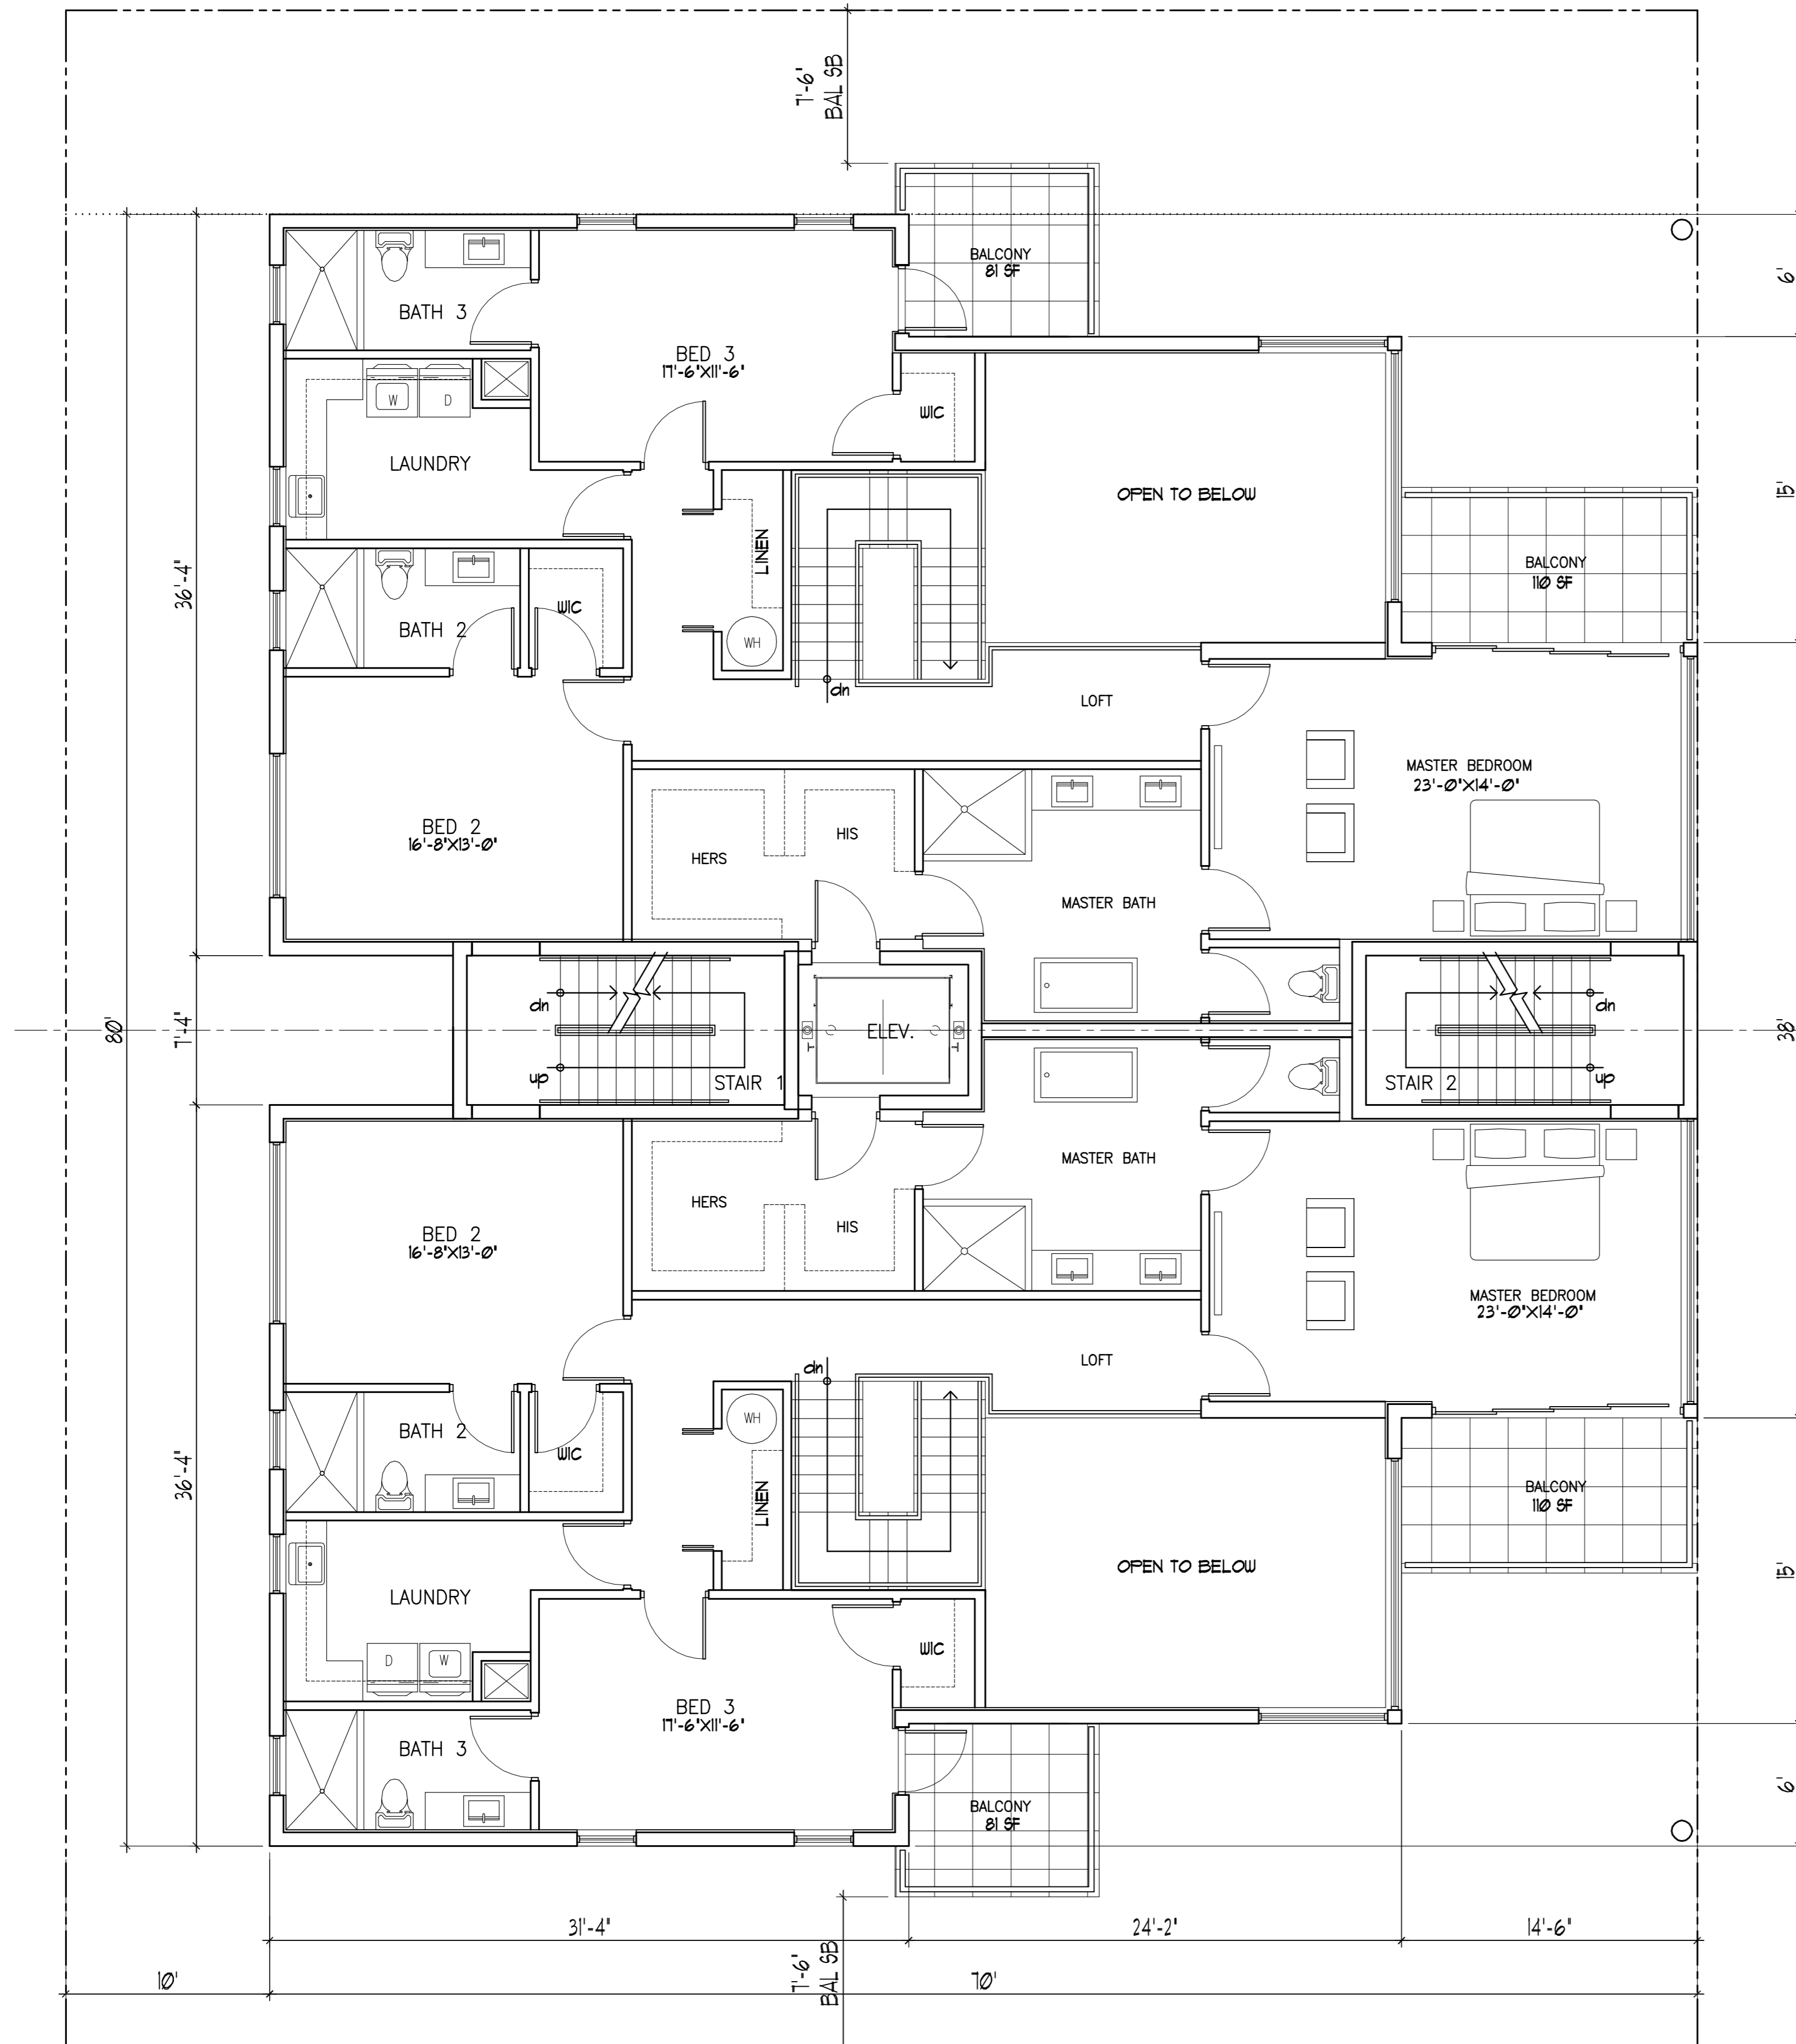 7'-6"
BAL SB
BALCONY
81 SF
6'
BATH 3
BED 3
17'-6"X11'-6"
W
D
WIC
LAUNDRY
OPEN TO BELOW
15'
LINEN
BALCONY
110 SF
36'-4"
WIC
BATH 2
WH
dn
LOFT
MASTER BEDROOM
23'-0"X14'-0"
BED 2
16'-8"X13'-0"
HIS
HERS
MASTER BATH
dn
dn
80'
7'-4"
ELEV.
38'
up
STAIR 1
STAIR 2
up
MASTER BATH
HERS
HIS
BED 2
16'-8"X13'-0"
MASTER BEDROOM
23'-0"X14'-0"
LOFT
dn
WH
BATH 2
WIC
36'-4"
LINEN
BALCONY
110 SF
OPEN TO BELOW
15'
LAUNDRY
WIC
D
W
BED 3
17'-6"X11'-6"
BATH 3
6'
BALCONY
81 SF
31'-4"
24'-2"
14'-6"
7'-6"
BAL SB
10'
70'